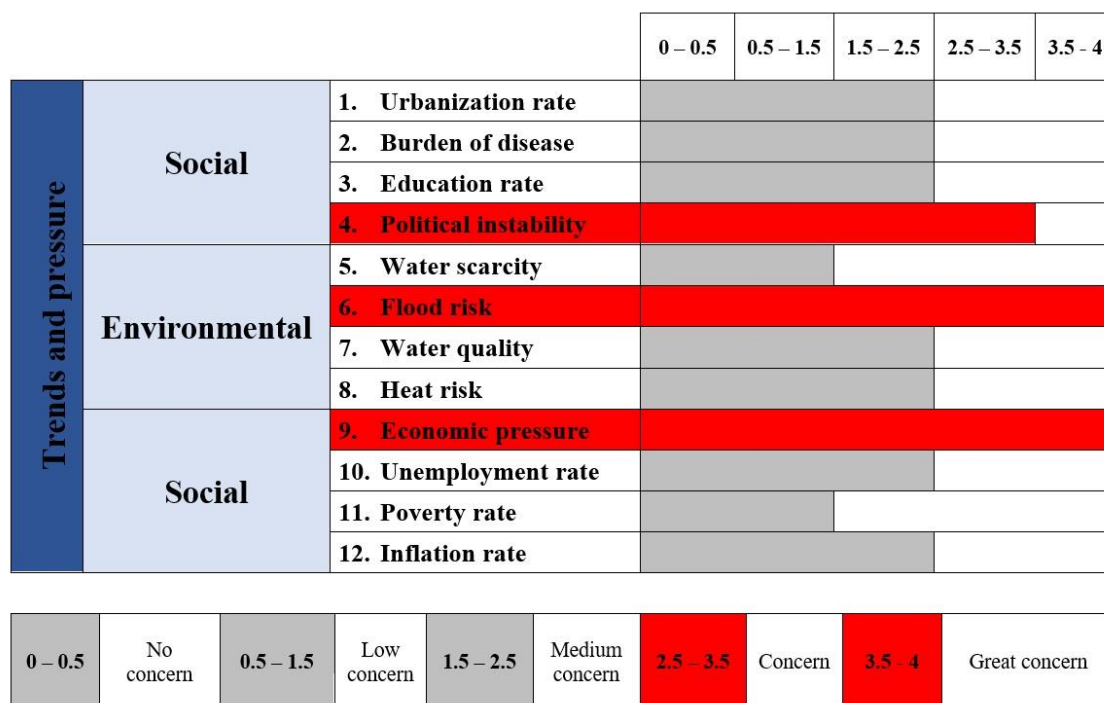 0 – 0.5 0.5 – 1.5 1.5 – 2.5 2.5 – 3.5 3.5 - 4
Trends and pressure
Social
1. Urbanization rate
2. Burden of disease
3. Education rate
4. Political instability
Environmental
5. Water scarcity
6. Flood risk
7. Water quality
8. Heat risk
Social
9. Economic pressure
10. Unemployment rate
11. Poverty rate
12. Inflation rate
0 – 0.5 No concern 0.5 – 1.5 Low concern 1.5 – 2.5 Medium concern 2.5 – 3.5 Concern 3.5 - 4 Great concern